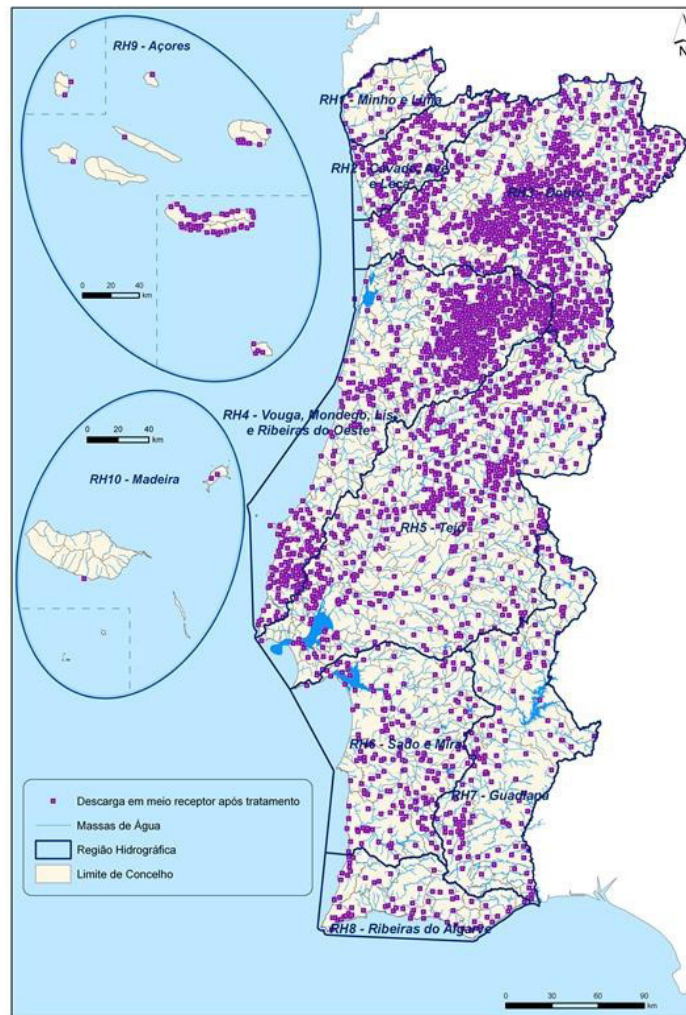 RH9 - Açores
N
RH1 - Minho e Lima
RH2 - Cávado, Ave
e Leça
RH3 - Douro
0 20 40
km
RH4 - Vouga, Mondego, Lis,
e Ribeiras do Oeste
0 20 40
km
RH10 - Madeira
RH5 - Tejo
RH6 - Sado e Mira
RH7 - Guadiana
Descarga em meio receptor após tratamento
Massas de Água
Região Hidrográfica
Limite de Concelho
RH8 - Ribeiras do Algarve
0 30 60 90
km